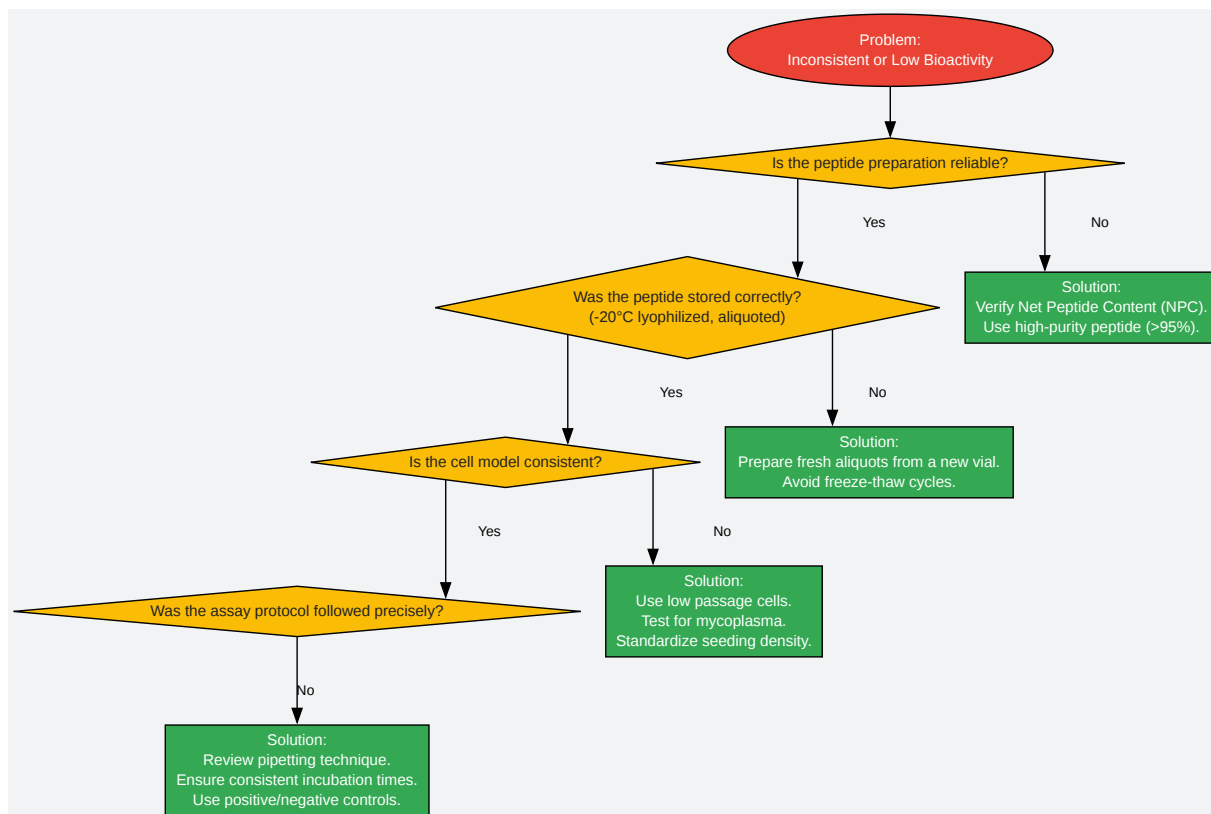 Problem:
Inconsistent or Low Bioactivity
Is the peptide preparation reliable?
Yes
No
Solution:
Verify Net Peptide Content (NPC).
Use high-purity peptide (>95%).
Was the peptide stored correctly?
(-20°C lyophilized, aliquoted)
Yes
No
Solution:
Prepare fresh aliquots from a new vial.
Avoid freeze-thaw cycles.
Is the cell model consistent?
Yes
No
Solution:
Use low passage cells.
Test for mycoplasma.
Standardize seeding density.
Was the assay protocol followed precisely?
No
Solution:
Review pipetting technique.
Ensure consistent incubation times.
Use positive/negative controls.